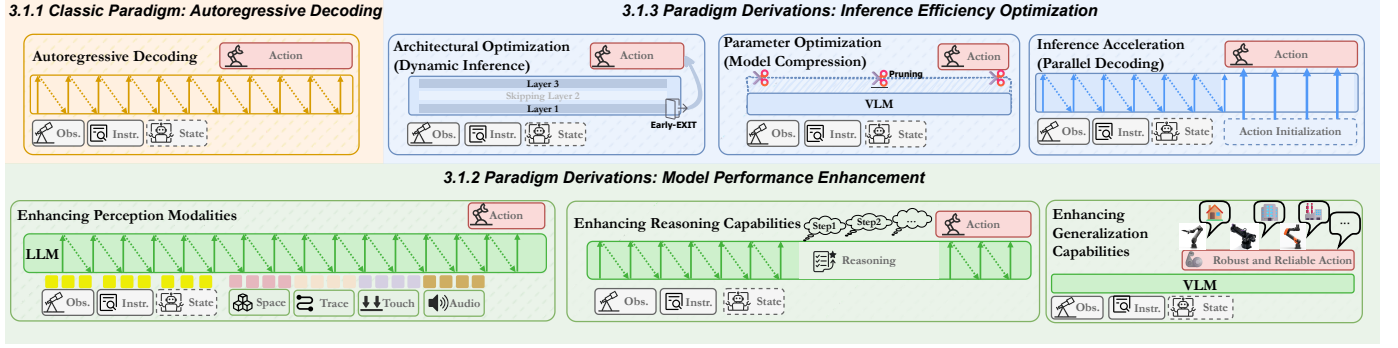 3.1.1 Classic Paradigm: Autoregressive Decoding
Autoregressive Decoding
Action
Obs.
Instr.
State
3.1.3 Paradigm Derivations: Inference Efficiency Optimization
Architectural Optimization
(Dynamic Inference)
Action
Layer 3
Skipping Layer 2
Layer 1
Early-EXIT
Obs.
Instr.
State
Parameter Optimization
(Model Compression)
Action
Pruning
VLM
Obs.
Instr.
State
Inference Acceleration
(Parallel Decoding)
Action
Obs.
Instr.
State
Action Initialization
3.1.2 Paradigm Derivations: Model Performance Enhancement
Enhancing Perception Modalities
Action
LLM
Obs.
Instr.
State
Space
Trace
Touch
Audio
Enhancing Reasoning Capabilities
Step1
Step2
...
Action
Reasoning
Obs.
Instr.
State
Enhancing
Generalization
Capabilities
...
Robust and Reliable Action
VLM
Obs.
Instr.
State